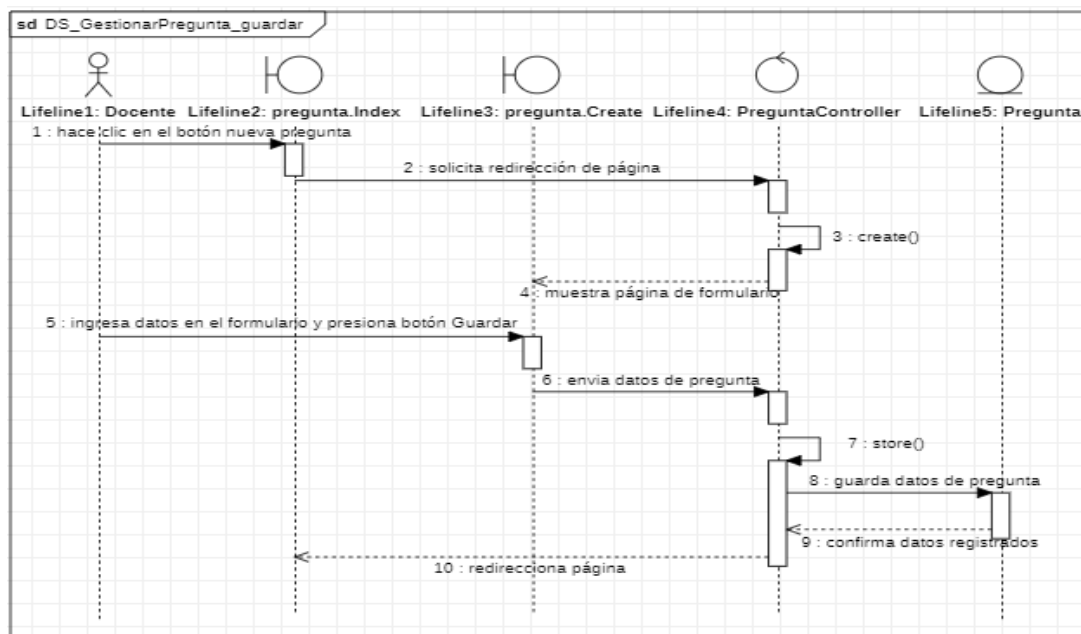 sd DS_GestionarPregunta_guardar
Lifeline1: Docente
Lifeline2: pregunta.Index
Lifeline3: pregunta.Create
Lifeline4: PreguntaController
Lifeline5: Pregunta
1 : hace clic en el botón nueva pregunta
2 : solicita redirección de página
3 : create()
4 : muestra página de formulario
5 : ingresa datos en el formulario y presiona botón Guardar
6 : envia datos de pregunta
7 : store()
8 : guarda datos de pregunta
9 : confirma datos registrados
10 : redirecciona página